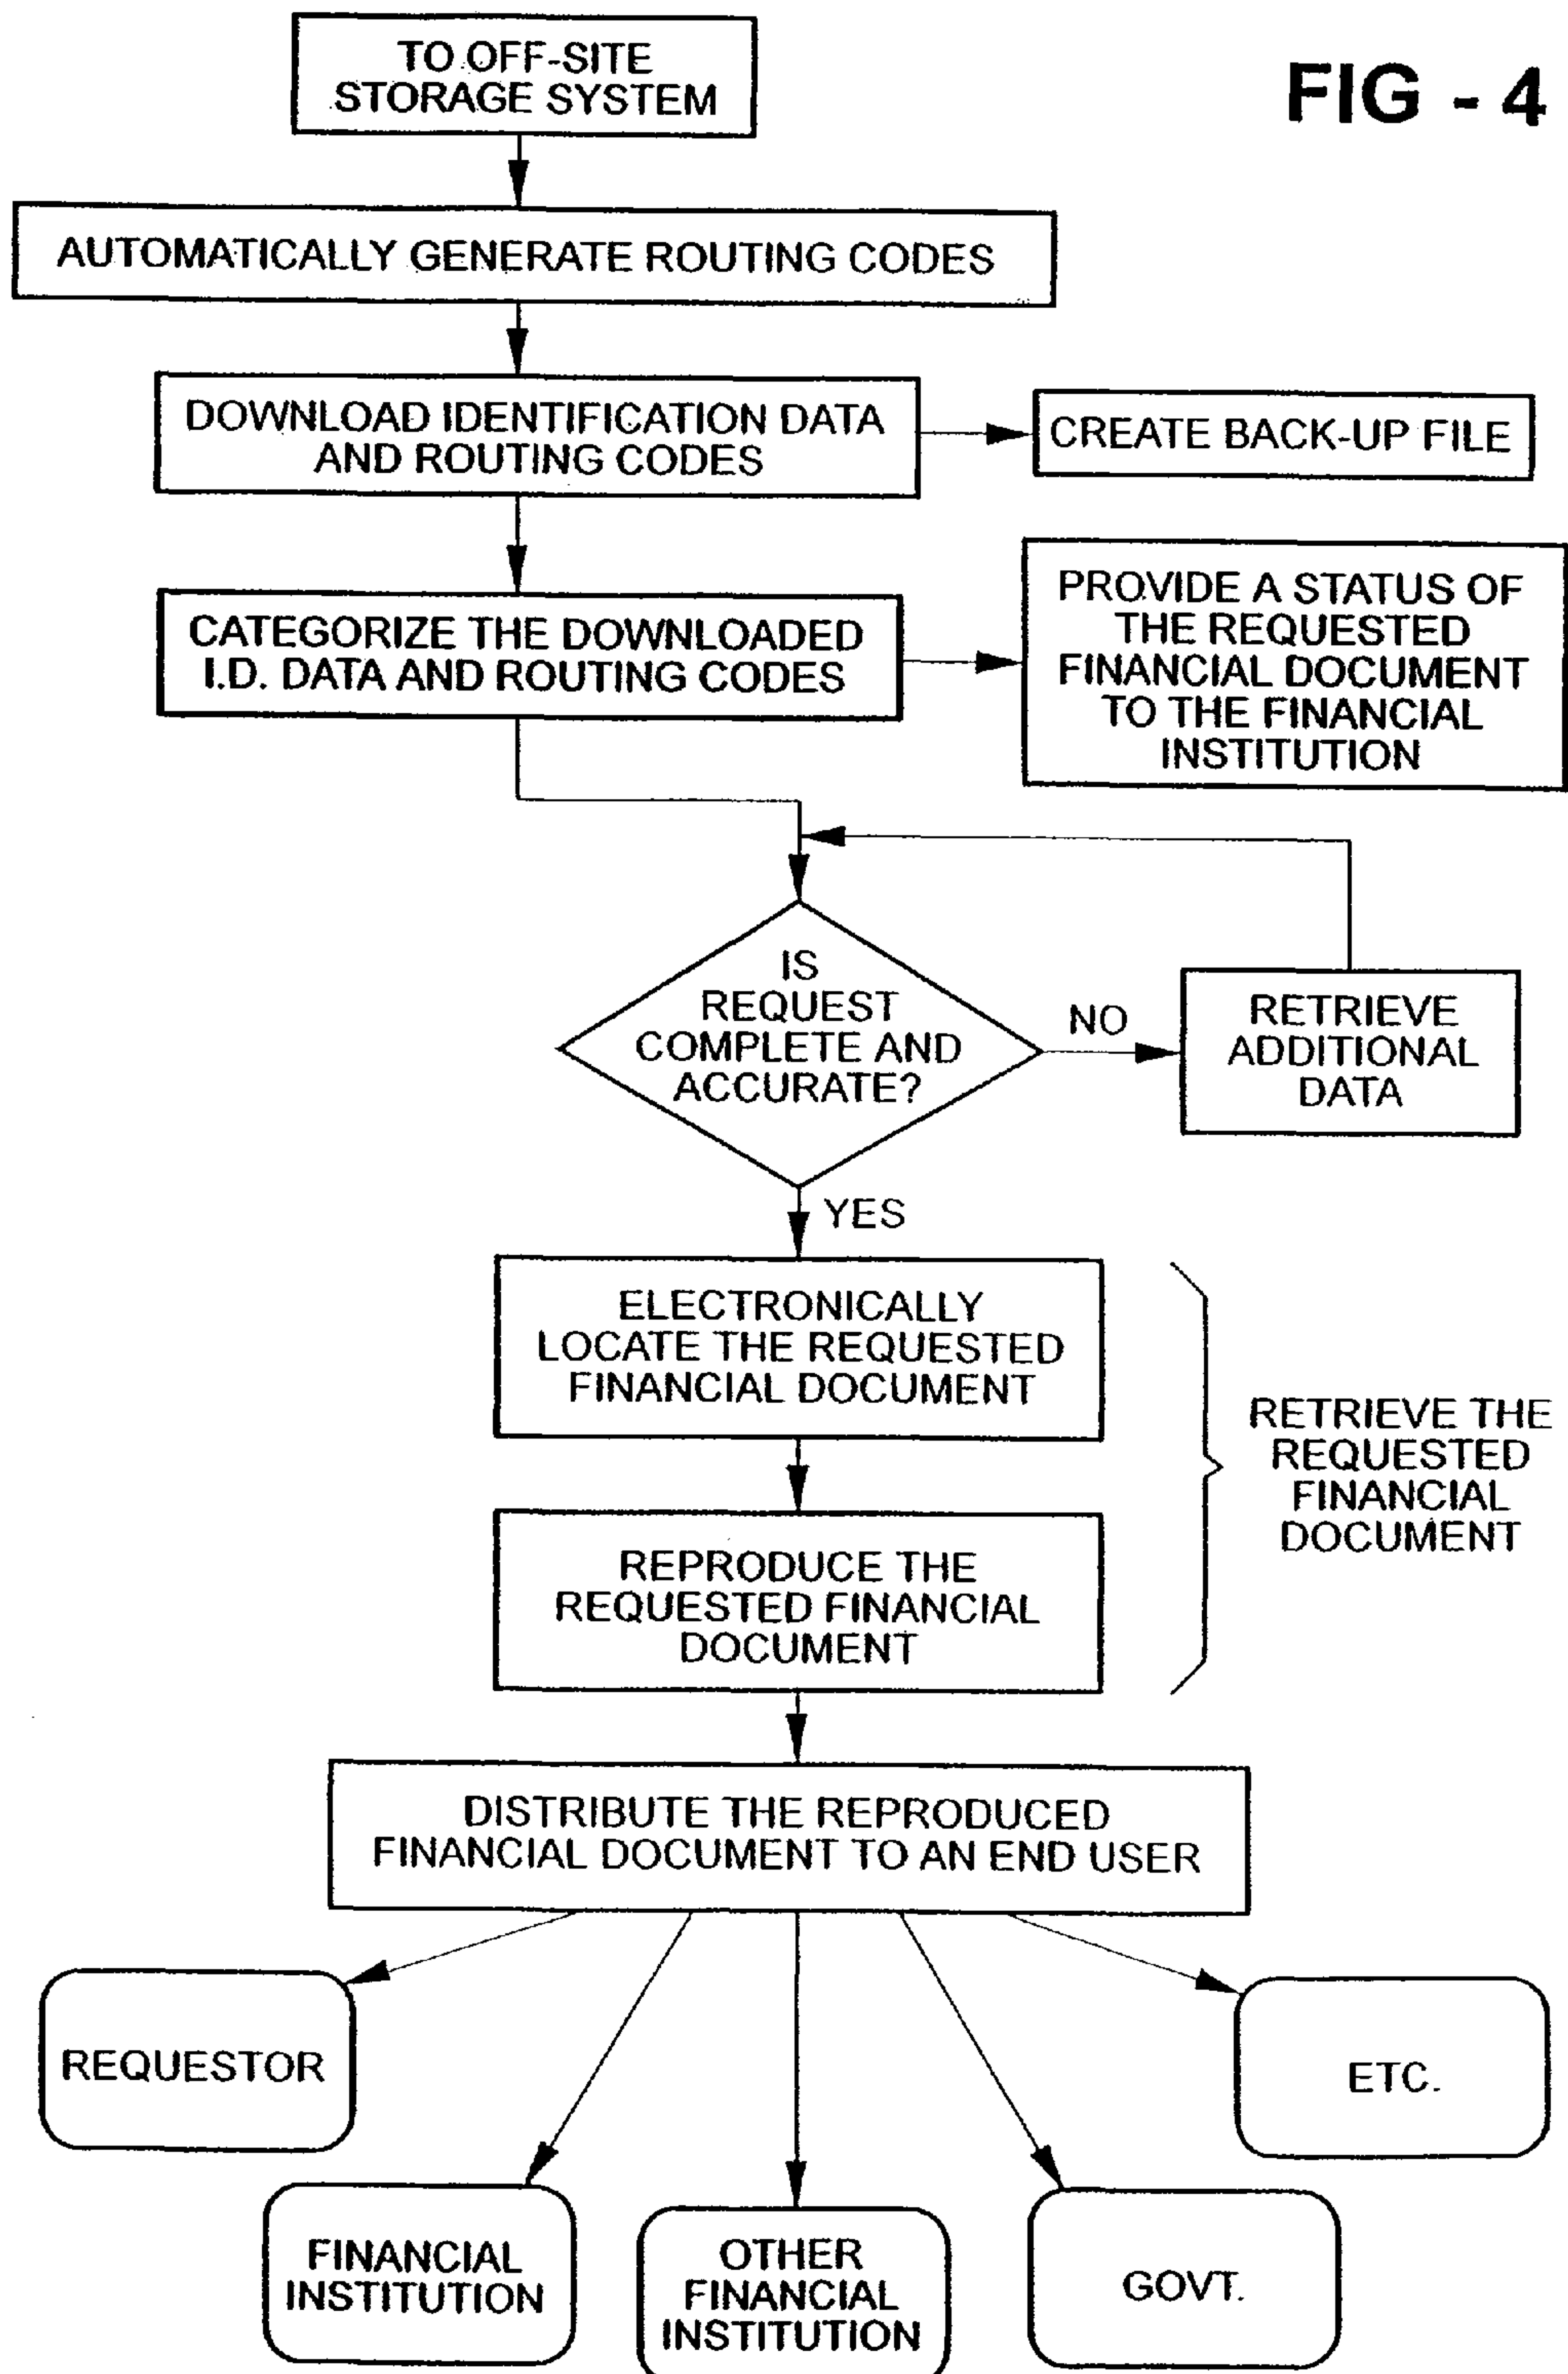 TO OFF-SITE
STORAGE SYSTEM
FIG - 4
AUTOMATICALLY GENERATE ROUTING CODES
DOWNLOAD IDENTIFICATION DATA
AND ROUTING CODES
CREATE BACK-UP FILE
CATEGORIZE THE DOWNLOADED
I.D. DATA AND ROUTING CODES
PROVIDE A STATUS OF
THE REQUESTED
FINANCIAL DOCUMENT
TO THE FINANCIAL
INSTITUTION
IS
REQUEST
COMPLETE AND
ACCURATE?
NO
RETRIEVE
ADDITIONAL
DATA
YES
ELECTRONICALLY
LOCATE THE REQUESTED
FINANCIAL DOCUMENT
RETRIEVE THE
REQUESTED
FINANCIAL
DOCUMENT
REPRODUCE THE
REQUESTED FINANCIAL
DOCUMENT
DISTRIBUTE THE REPRODUCED
FINANCIAL DOCUMENT TO AN END USER
REQUESTOR
FINANCIAL
INSTITUTION
OTHER
FINANCIAL
INSTITUTION
GOVT.
ETC.